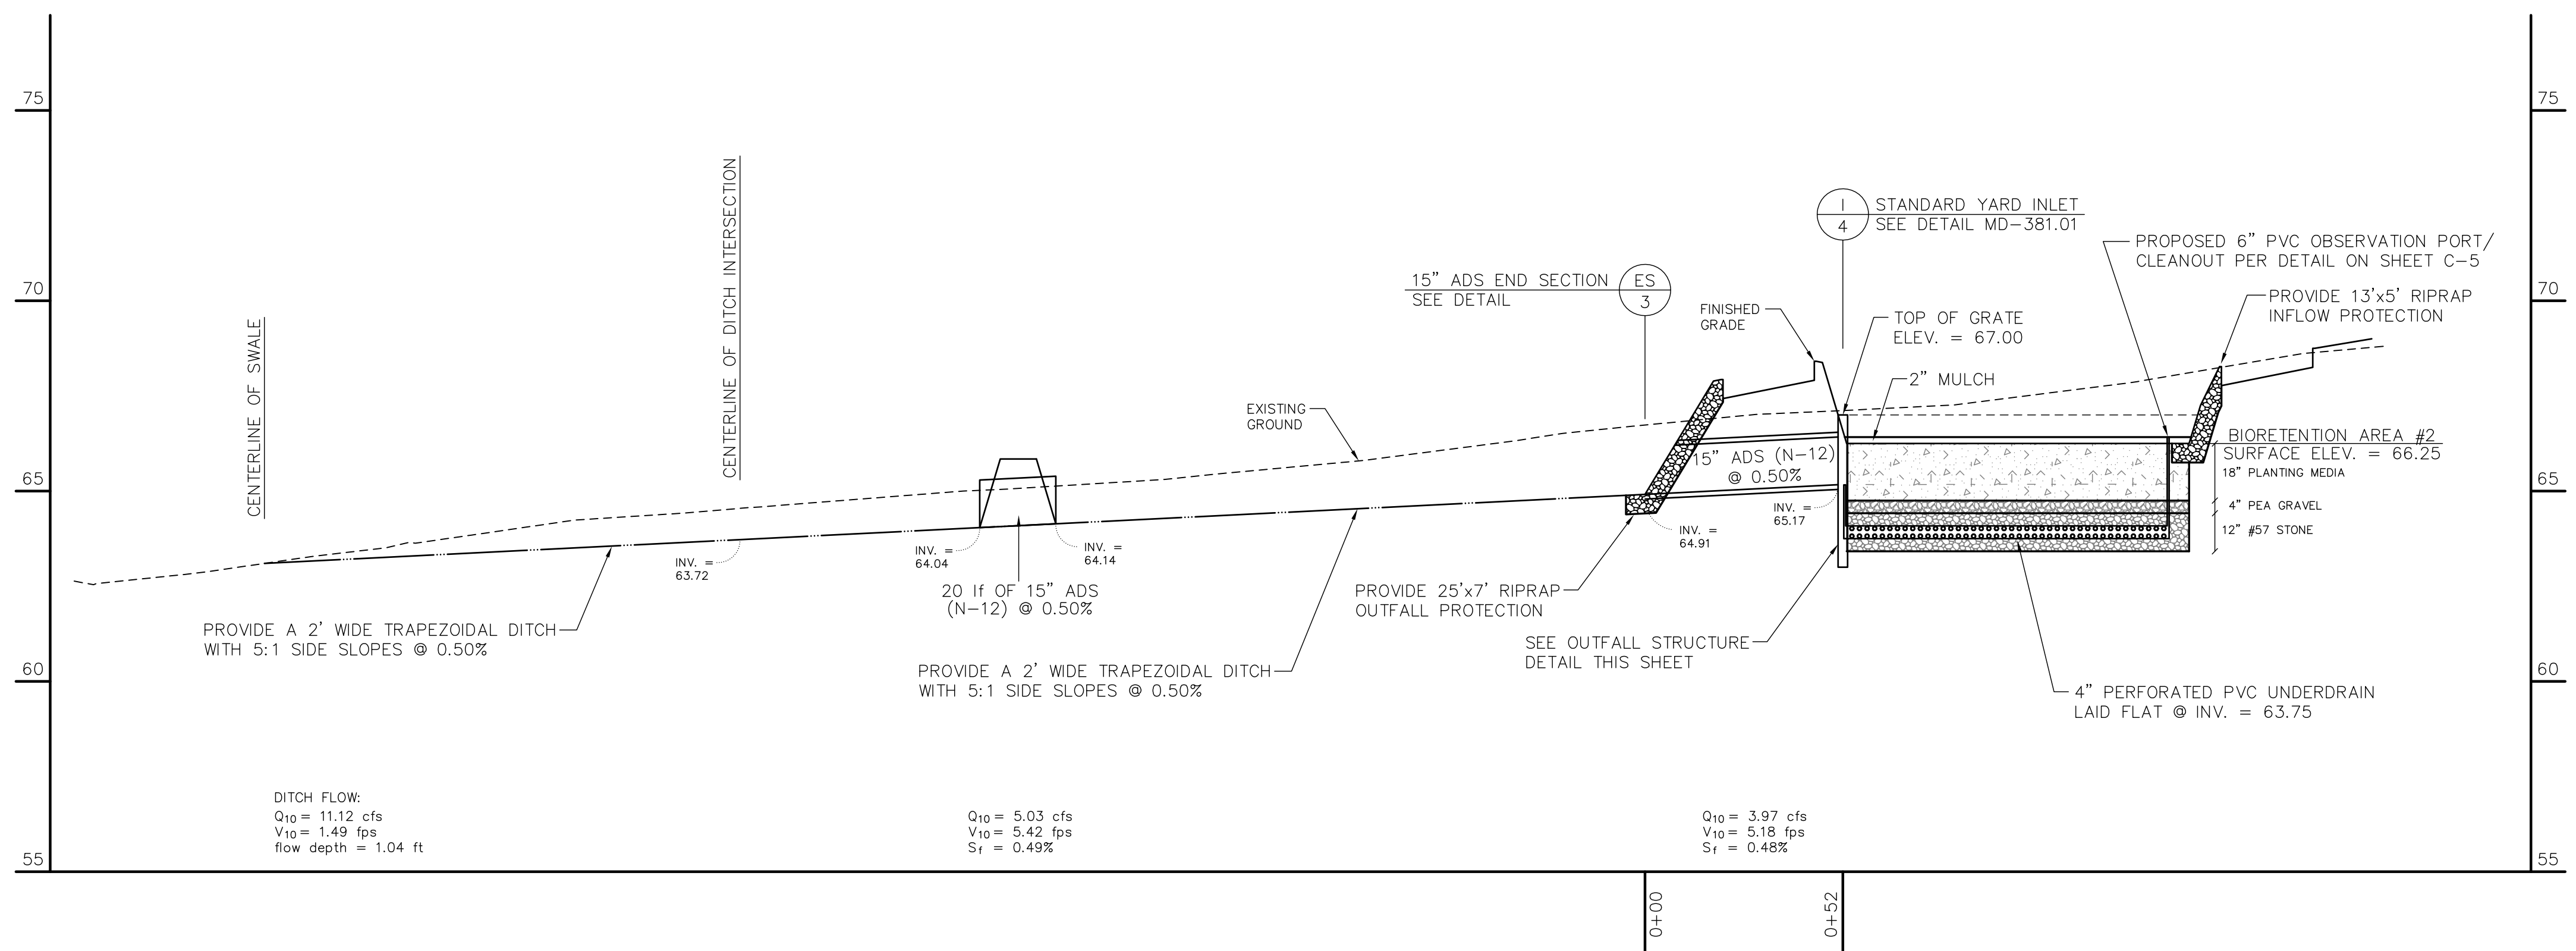 75
70
65
60
55
CENTERLINE OF SWALE
CENTERLINE OF DITCH INTERSECTION
PROVIDE A 2' WIDE TRAPEZOIDAL DITCH
WITH 5:1 SIDE SLOPES @ 0.50%
INV. =
63.72
INV. =
64.04
INV. =
64.14
20 lf OF 15" ADS
(N-12) @ 0.50%
PROVIDE A 2' WIDE TRAPEZOIDAL DITCH
WITH 5:1 SIDE SLOPES @ 0.50%
EXISTING
GROUND
15" ADS END SECTION
SEE DETAIL
ES
3
FINISHED
GRADE
1
4
STANDARD YARD INLET
SEE DETAIL MD-381.01
TOP OF GRATE
ELEV. = 67.00
2" MULCH
PROPOSED 6" PVC OBSERVATION PORT/
CLEANOUT PER DETAIL ON SHEET C-5
PROVIDE 13'x5' RIPRAP
INFLOW PROTECTION
15" ADS (N-12)
@ 0.50%
INV. =
64.91
INV. =
65.17
PROVIDE 25'x7' RIPRAP
OUTFALL PROTECTION
SEE OUTFALL STRUCTURE
DETAIL THIS SHEET
BIORETENTION AREA #2
SURFACE ELEV. = 66.25
18" PLANTING MEDIA
4" PEA GRAVEL
12" #57 STONE
4" PERFORATED PVC UNDERDRAIN
LAID FLAT @ INV. = 63.75
DITCH FLOW:
Q10 = 11.12 cfs
V10 = 1.49 fps
flow depth = 1.04 ft
Q10 = 5.03 cfs
V10 = 5.42 fps
Sf = 0.49%
Q10 = 3.97 cfs
V10 = 5.18 fps
Sf = 0.48%
75
70
65
60
55
0+00
0+52